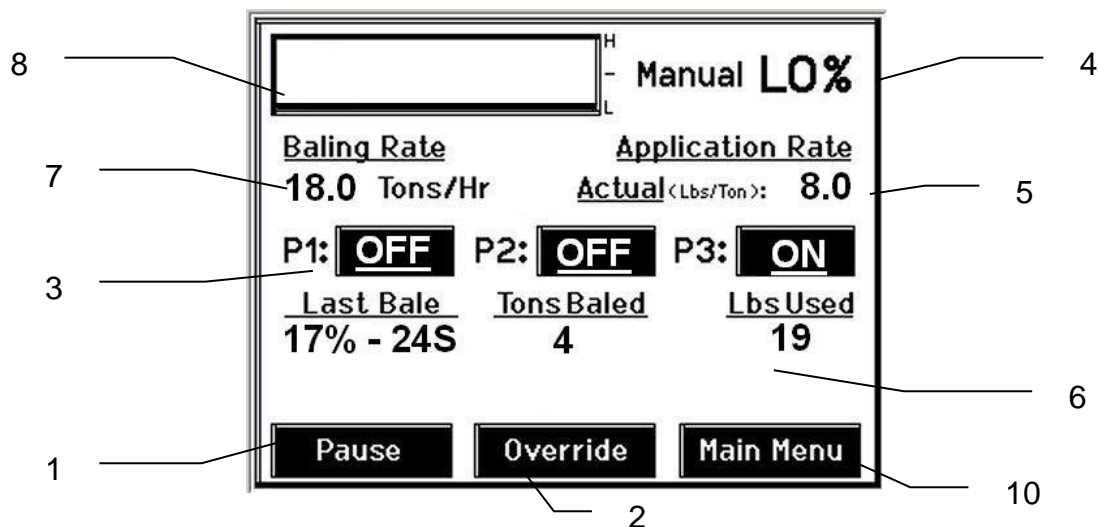 8
H
-
L
Manual LO%
4
Baling Rate
Application Rate
7
18.0 Tons/Hr
Actual (Lbs/Ton): 8.0
5
P1: OFF P2: OFF P3: ON
3
Last Bale Tons Baled Lbs Used
17% - 24S 4 19
6
Pause Override Main Menu
1
2
10